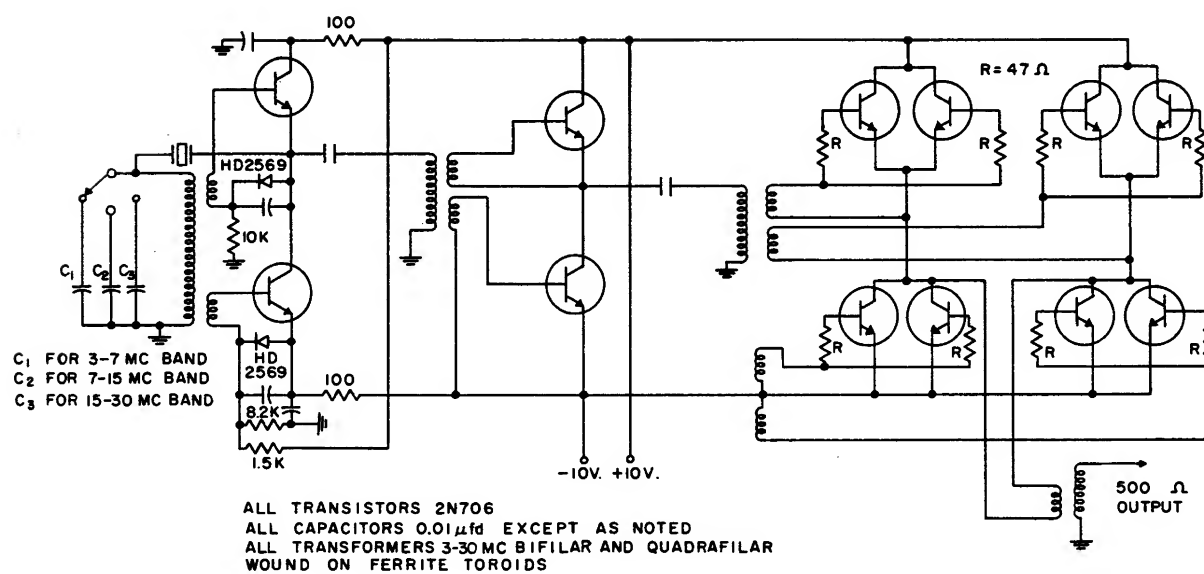 100
R = 47 Ω
R
R
R
R
HD2569
10K
C₁
C₂
C₃
R
R
R
R
HD
2569
100
8.2K
1.5K
C₁ FOR 3-7 MC BAND
C₂ FOR 7-15 MC BAND
C₃ FOR 15-30 MC BAND
-10V. +10V.
500 Ω
OUTPUT
ALL TRANSISTORS 2N706
ALL CAPACITORS 0.01μfd EXCEPT AS NOTED
ALL TRANSFORMERS 3-30 MC BIFILAR AND QUADRAFILAR
WOUND ON FERRITE TOROIDS